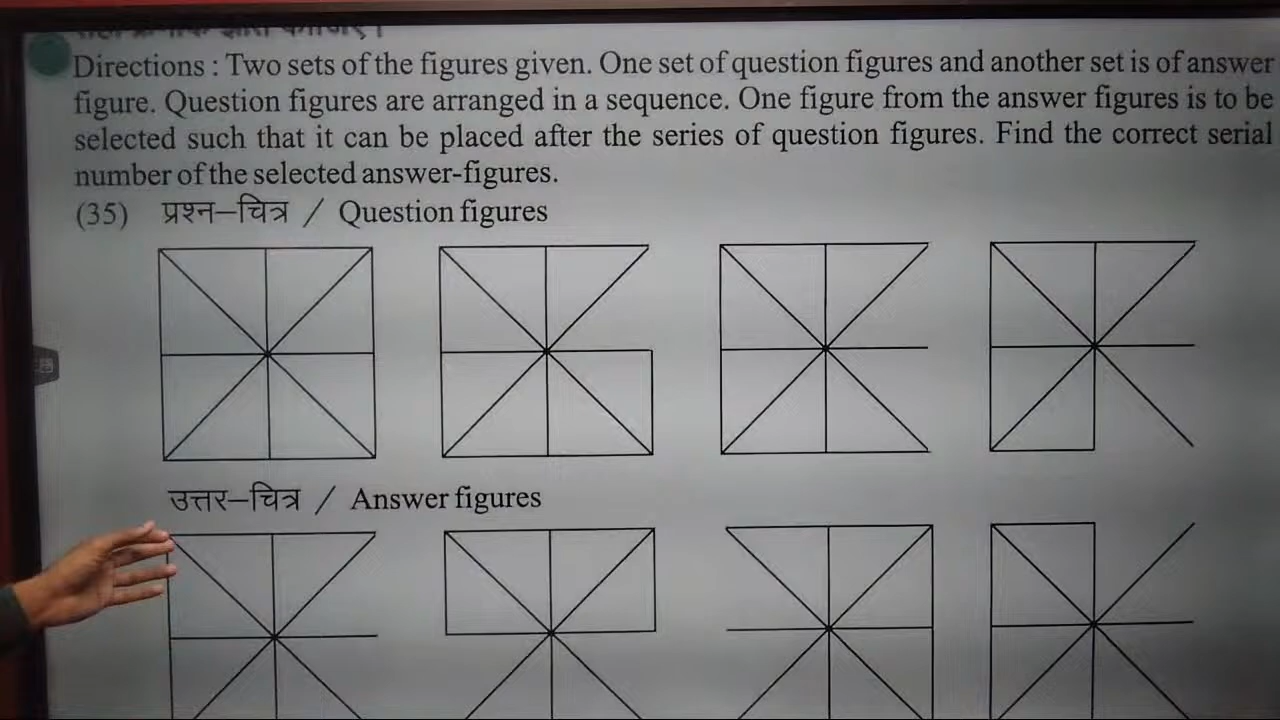 Directions : Two sets of the figures given. One set of question figures and another set is of answer
figure. Question figures are arranged in a sequence. One figure from the answer figures is to be
selected such that it can be placed after the series of question figures. Find the correct serial
number of the selected answer-figures.
(35) प्रश्न–चित्र / Question figures
उत्तर–चित्र / Answer figures